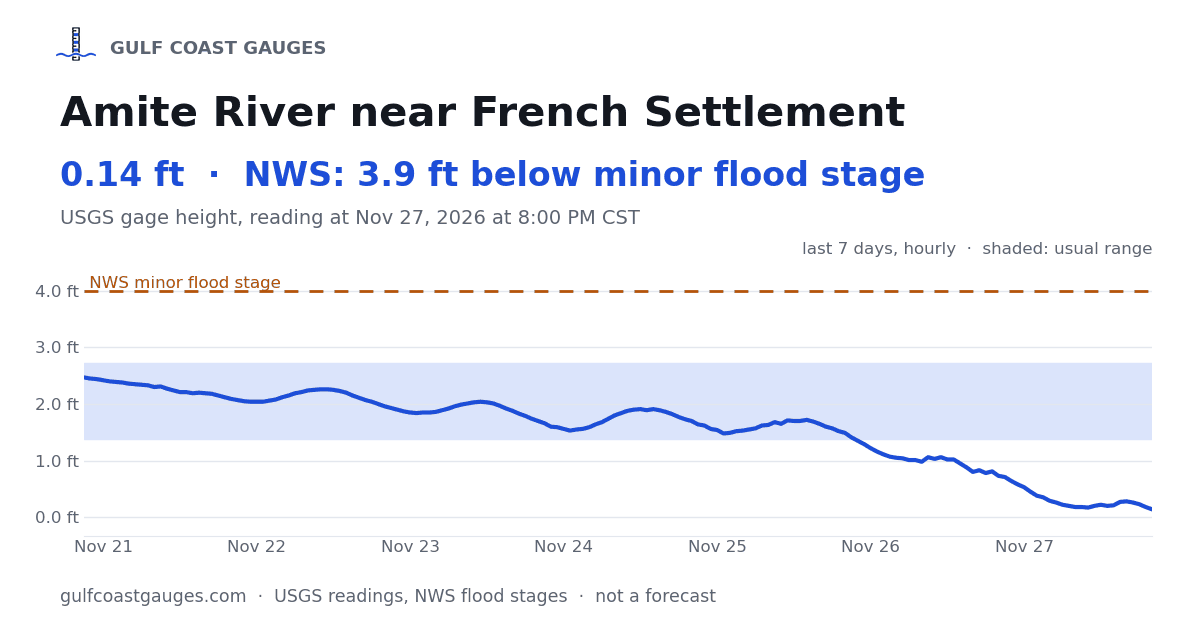 GULF COAST GAUGES
Amite River near French Settlement
0.14 ft · NWS: 3.9 ft below minor flood stage
USGS gage height, reading at Nov 27, 2026 at 8:00 PM CST
last 7 days, hourly · shaded: usual range
NWS minor flood stage
4.0 ft
3.0 ft
2.0 ft
1.0 ft
0.0 ft
Nov 21 Nov 22 Nov 23 Nov 24 Nov 25 Nov 26 Nov 27
gulfcoastgauges.com · USGS readings, NWS flood stages · not a forecast